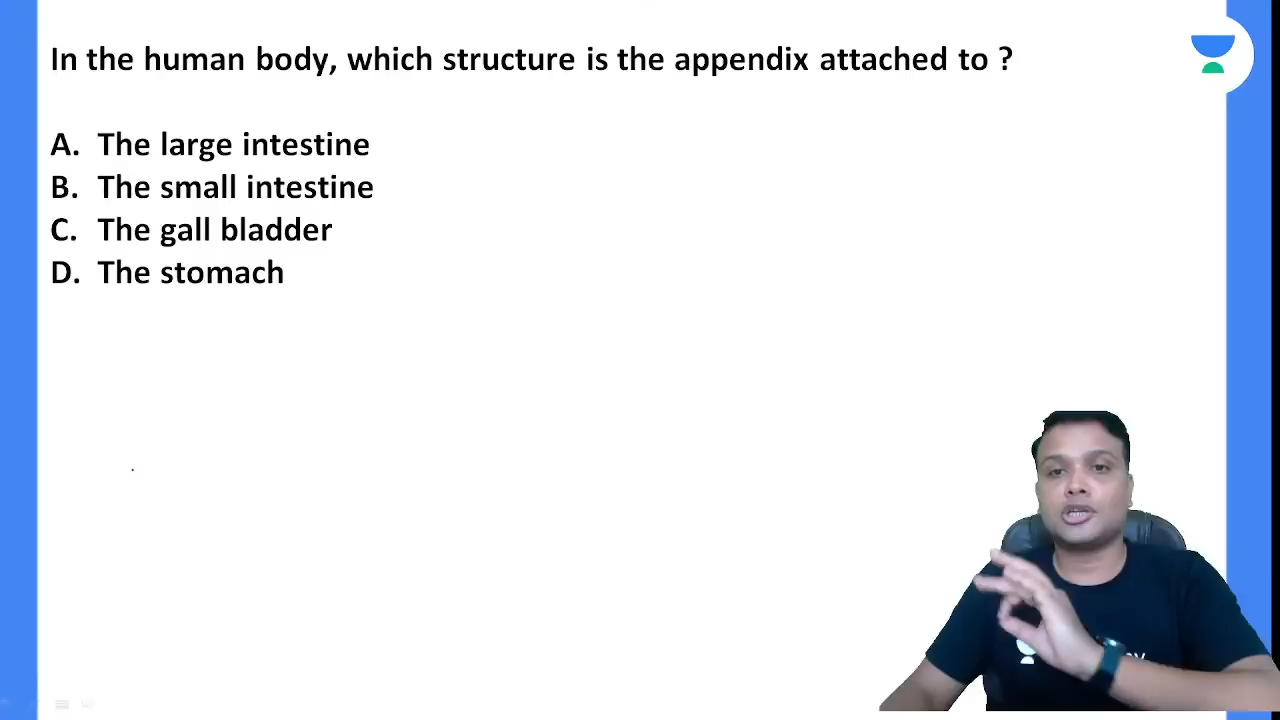 In the human body, which structure is the appendix attached to ?
A. The large intestine
B. The small intestine
C. The gall bladder
D. The stomach